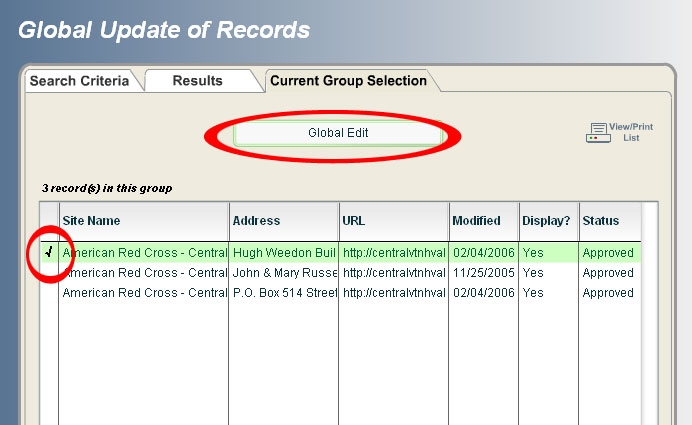 Global Update of Records
Search Criteria Results Current Group Selection
Global Edit
View/Print
List
3 record(s) in this group
Site Name Address URL Modified Display? Status
√ American Red Cross - Central Hugh Weedon Buil http://centralvtnhval 02/04/2006 Yes Approved
American Red Cross - Central John & Mary Russe http://centralvtnhval 11/25/2005 Yes Approved
American Red Cross - Central P.O. Box 514 Street http://centralvtnhval 02/04/2006 Yes Approved